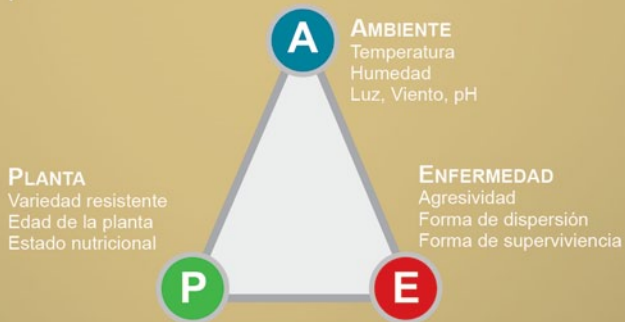 A
AMBIENTE
Temperatura
Humedad
Luz, Viento, pH
PLANTA
Variedad resistente
Edad de la planta
Estado nutricional
ENFERMEDAD
Agresividad
Forma de dispersión
Forma de superviviencia
P
E